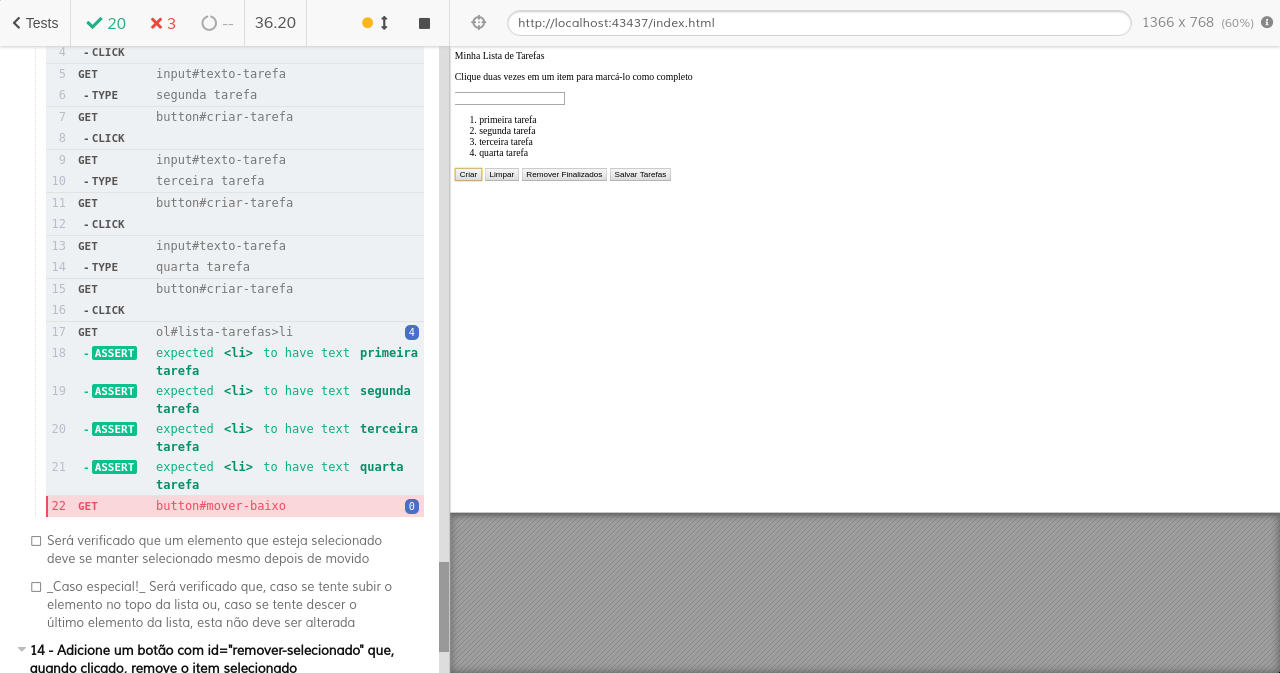 Tests 20 3 -- 36.20 http://localhost:43437/index.html 1366 x 768 (60%)
4 - CLICK
5 GET input#texto-tarefa
6 - TYPE segunda tarefa
7 GET button#criar-tarefa
8 - CLICK
9 GET input#texto-tarefa
10 - TYPE terceira tarefa
11 GET button#criar-tarefa
12 - CLICK
13 GET input#texto-tarefa
14 - TYPE quarta tarefa
15 GET button#criar-tarefa
16 - CLICK
17 GET ol#lista-tarefas>li 4
18 - ASSERT expected <li> to have text primeira
tarefa
19 - ASSERT expected <li> to have text segunda
tarefa
20 - ASSERT expected <li> to have text terceira
tarefa
21 - ASSERT expected <li> to have text quarta
tarefa
22 GET button#mover-baixo 0
Será verificado que um elemento que esteja selecionado
deve se manter selecionado mesmo depois de movido
_Caso especial!_ Será verificado que, caso se tente subir o
elemento no topo da lista ou, caso se tente descer o
último elemento da lista, esta não deve ser alterada
14 - Adicione um botão com id="remover-selecionado" que,
quando clicado, remove o item selecionado
Minha Lista de Tarefas
Clique duas vezes em um item para marcá-lo como completo
1. primeira tarefa
2. segunda tarefa
3. terceira tarefa
4. quarta tarefa
Criar Limpar Remover Finalizados Salvar Tarefas